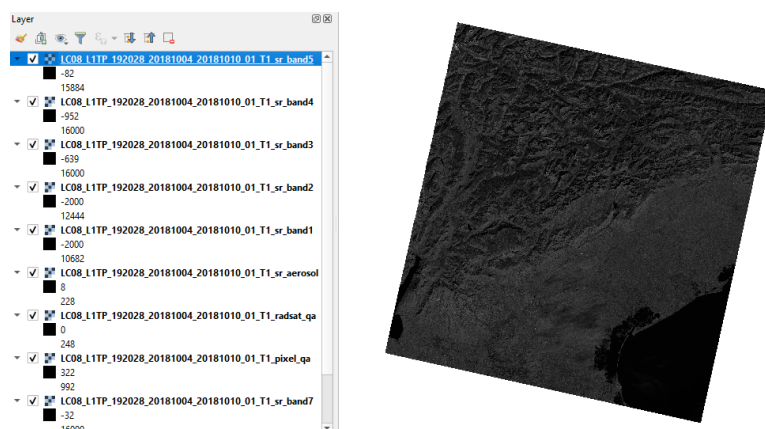 Layer
LC08_L1TP_192028_20181004_20181010_01_T1_sr_band5
-82
15884
LC08_L1TP_192028_20181004_20181010_01_T1_sr_band4
-952
16000
LC08_L1TP_192028_20181004_20181010_01_T1_sr_band3
-639
16000
LC08_L1TP_192028_20181004_20181010_01_T1_sr_band2
-2000
12444
LC08_L1TP_192028_20181004_20181010_01_T1_sr_band1
-2000
10682
LC08_L1TP_192028_20181004_20181010_01_T1_sr_aerosol
8
228
LC08_L1TP_192028_20181004_20181010_01_T1_radsat_qa
0
248
LC08_L1TP_192028_20181004_20181010_01_T1_pixel_qa
322
992
LC08_L1TP_192028_20181004_20181010_01_T1_sr_band7
-32